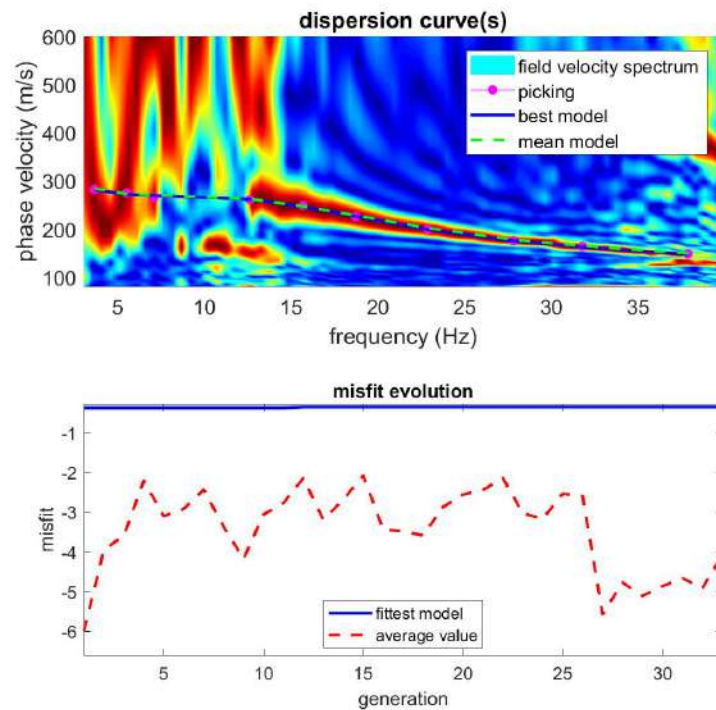 dispersion curve(s)
600
500
400
300
200
100
phase velocity (m/s)
field velocity spectrum
picking
best model
mean model
5 10 15 20 25 30 35
frequency (Hz)
misfit evolution
-1
-2
-3
-4
-5
-6
misfit
fittest model
average value
5 10 15 20 25 30
generation